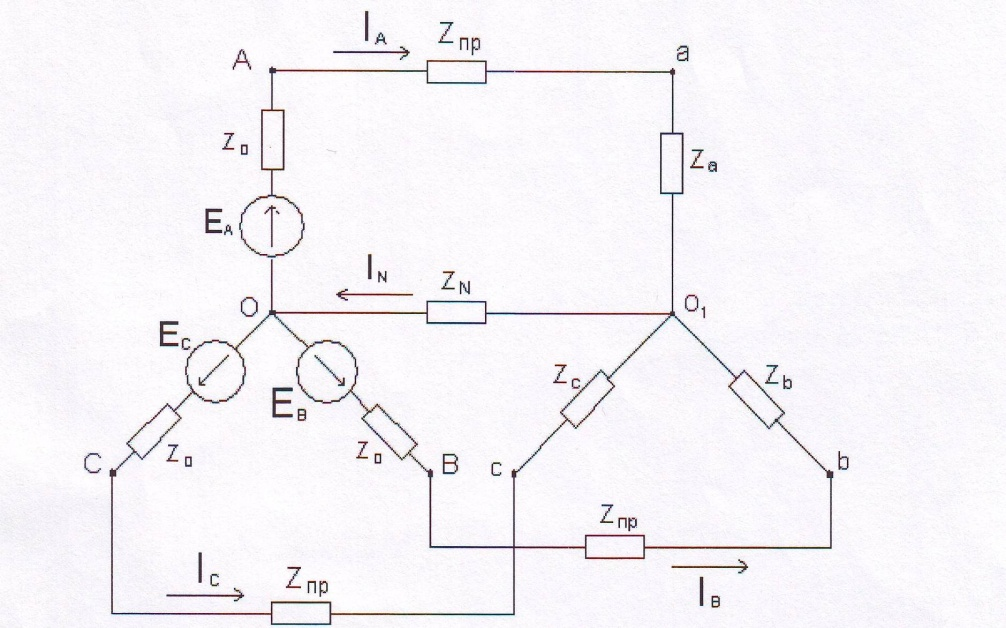 I_A Z_пр
A a
Z_0 Z_a
E_A
I_N Z_N
O O_1
E_C Z_c Z_b
E_B
C Z_0 Z_0 B c b
Z_пр
I_C Z_пр I_B